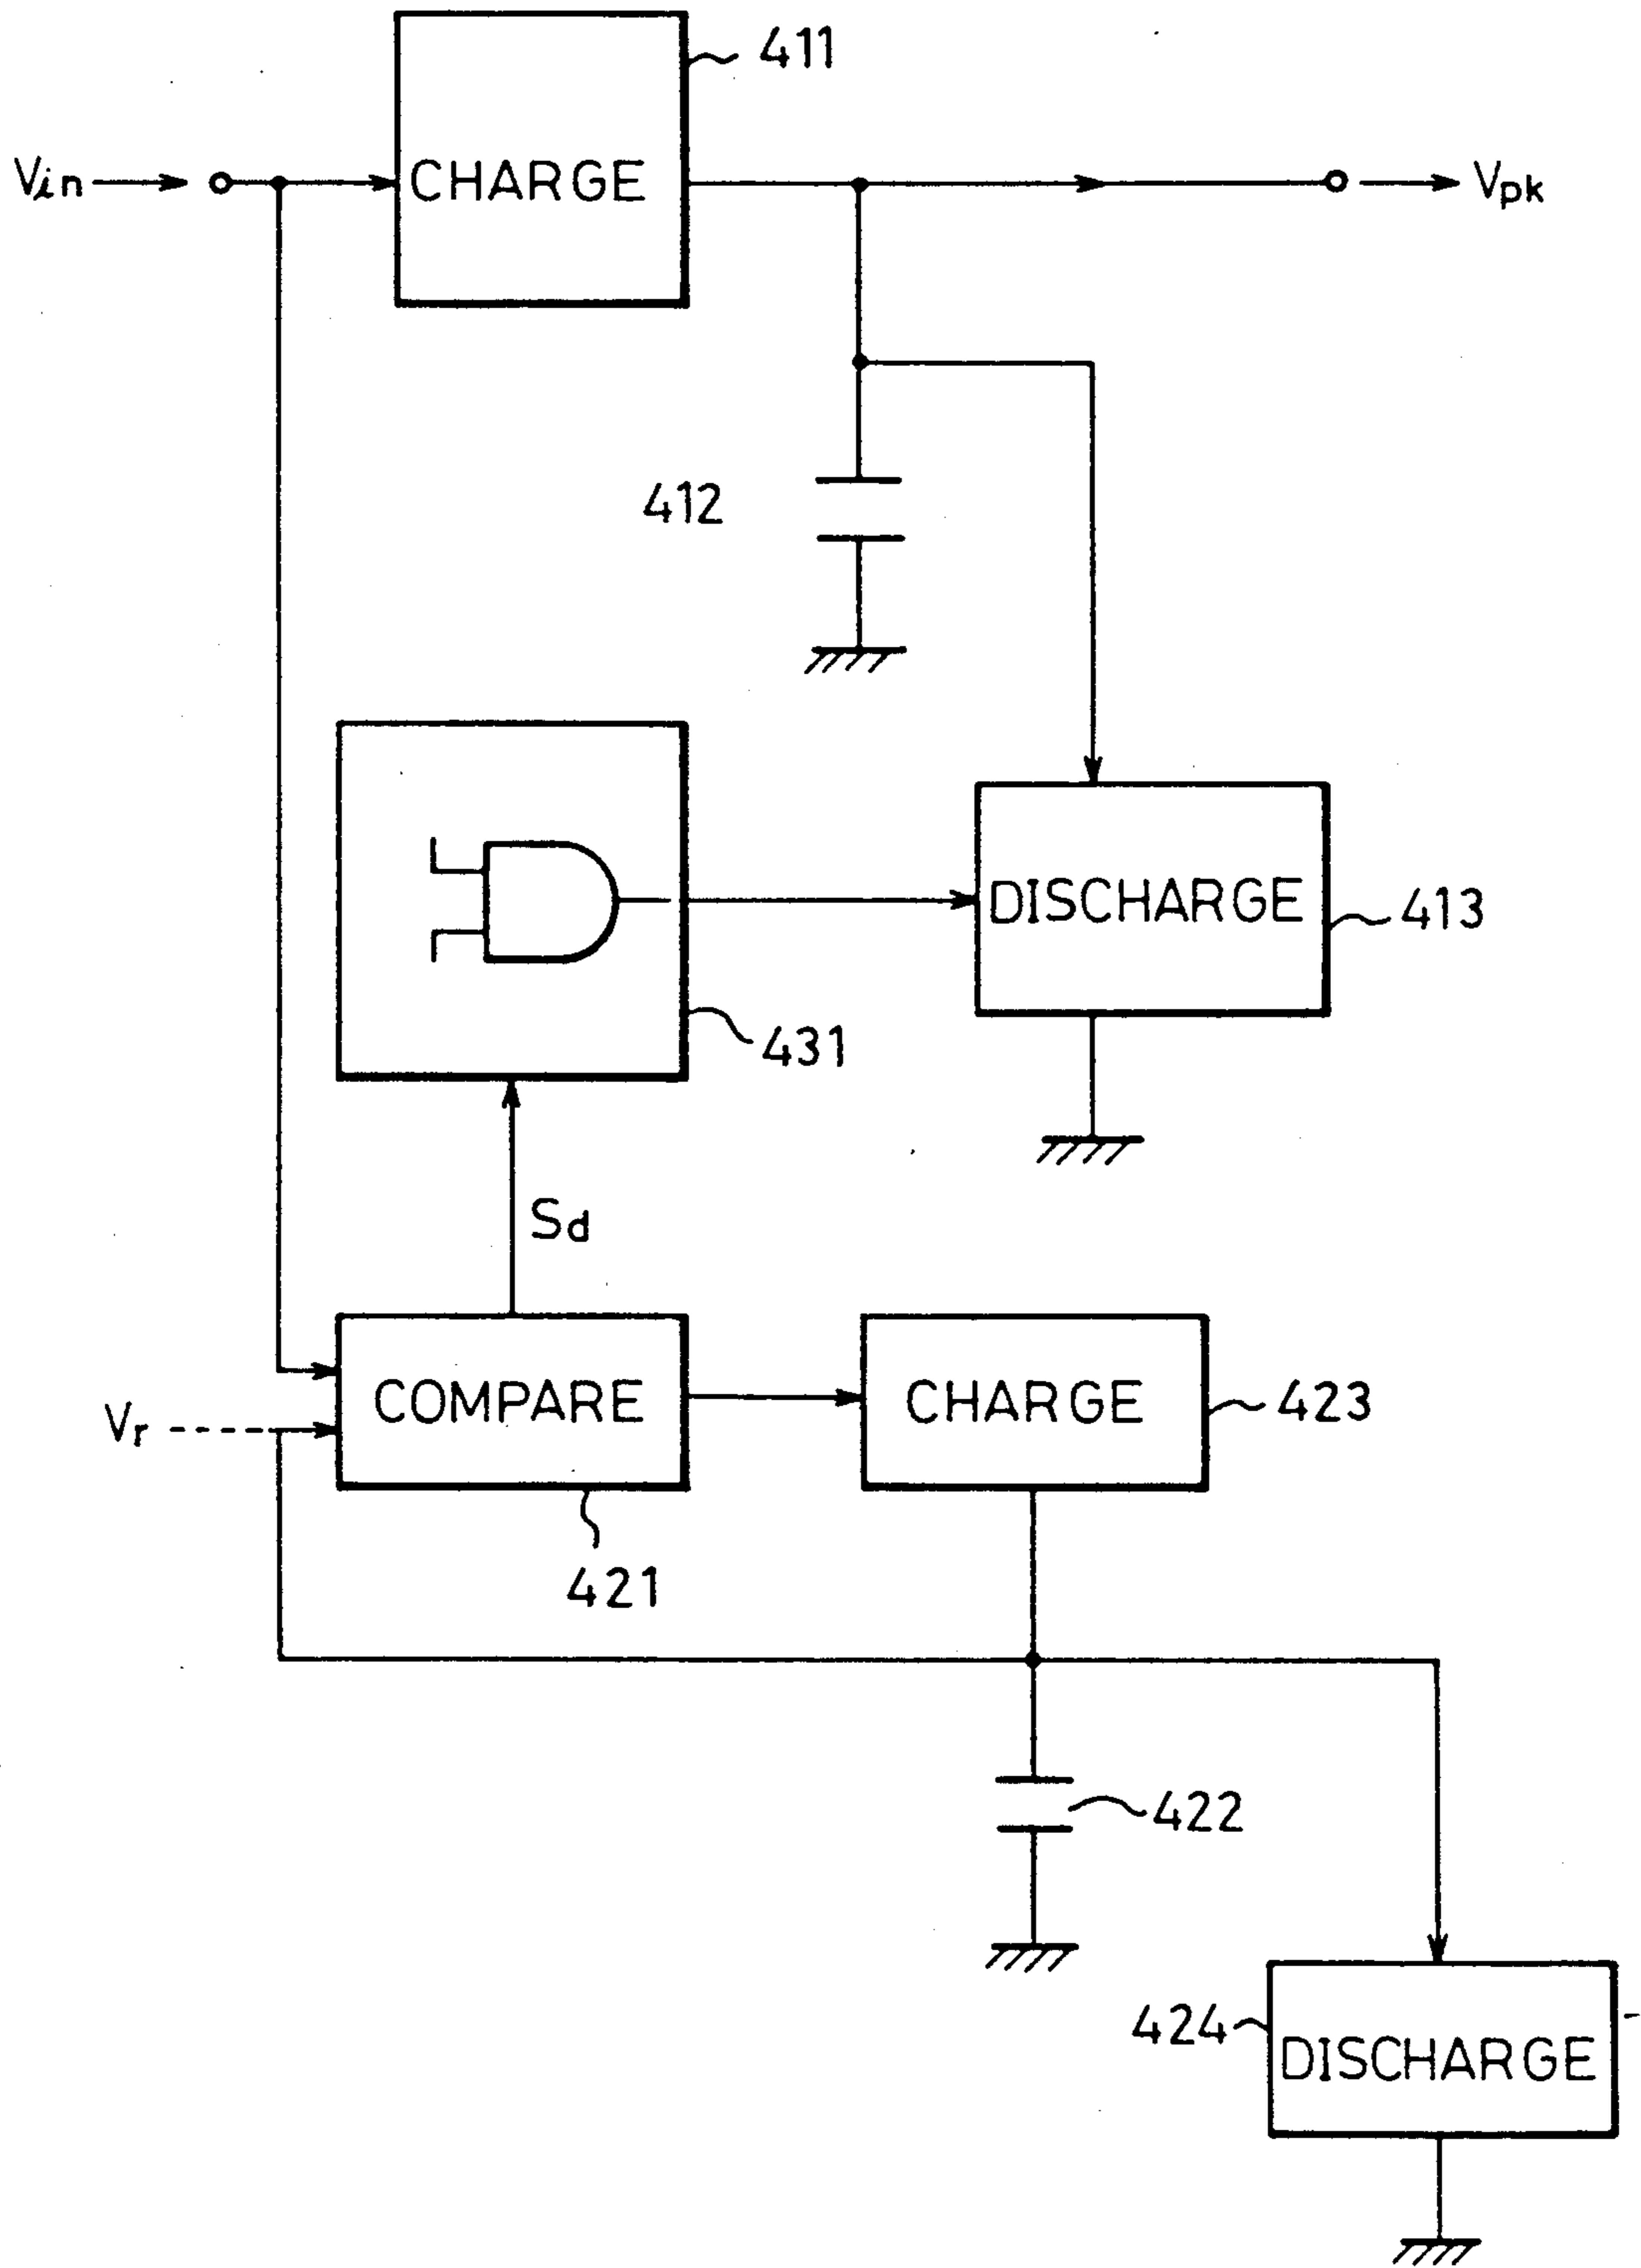 411
Vin
CHARGE
Vpk
412
DISCHARGE
413
431
Sd
COMPARE
CHARGE
423
Vr
421
422
424
DISCHARGE